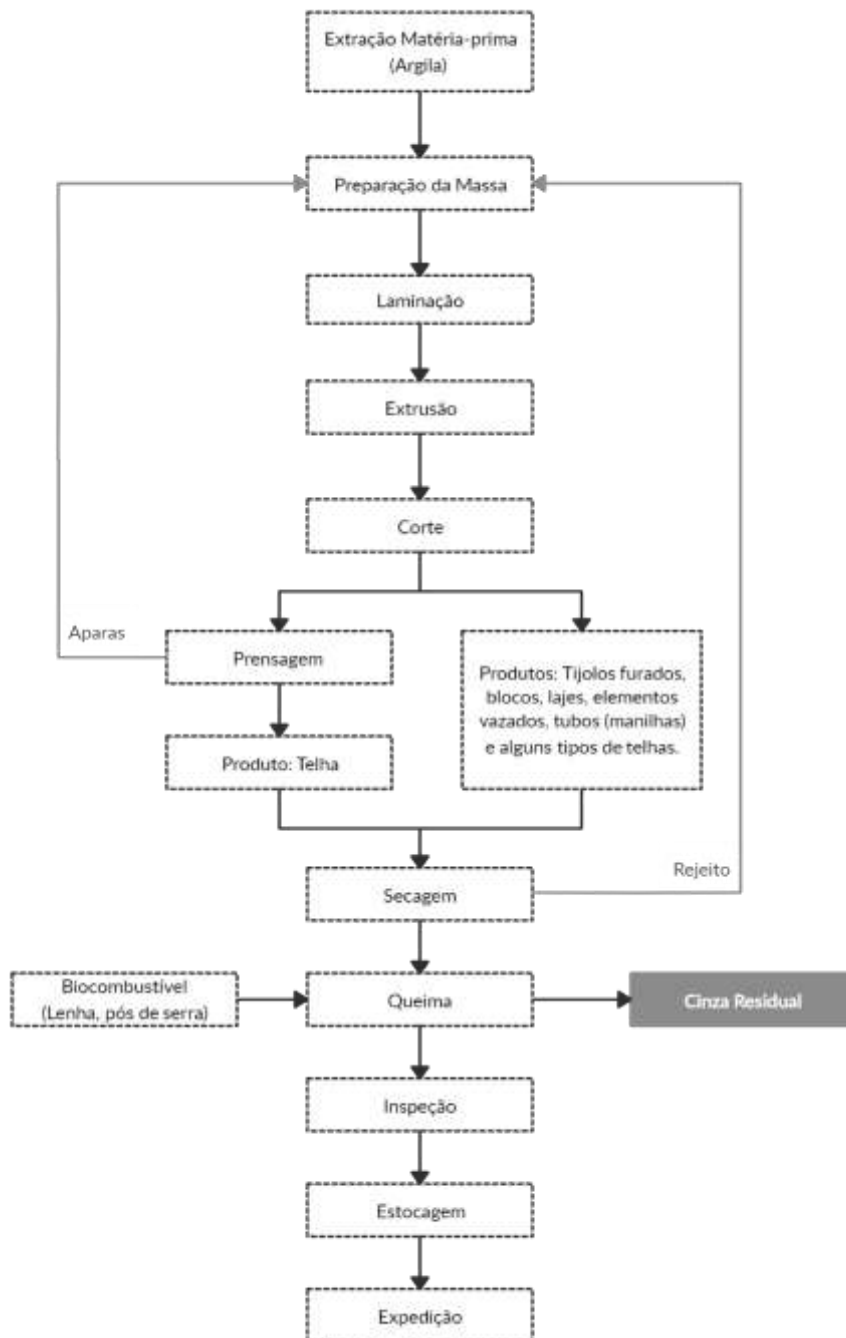 Extração Matéria-prima
(Argila)
Preparação da Massa
Laminação
Extrusão
Corte
Aparas
Prensagem
Produtos: Tijolos furados,
blocos, lajes, elementos
vazados, tubos (manilhas)
e alguns tipos de telhas.
Produto: Telha
Rejeito
Secagem
Biocombustível
(Lenha, pós de serra)
Queima
Cinza Residual
Inspeção
Estocagem
Expedição